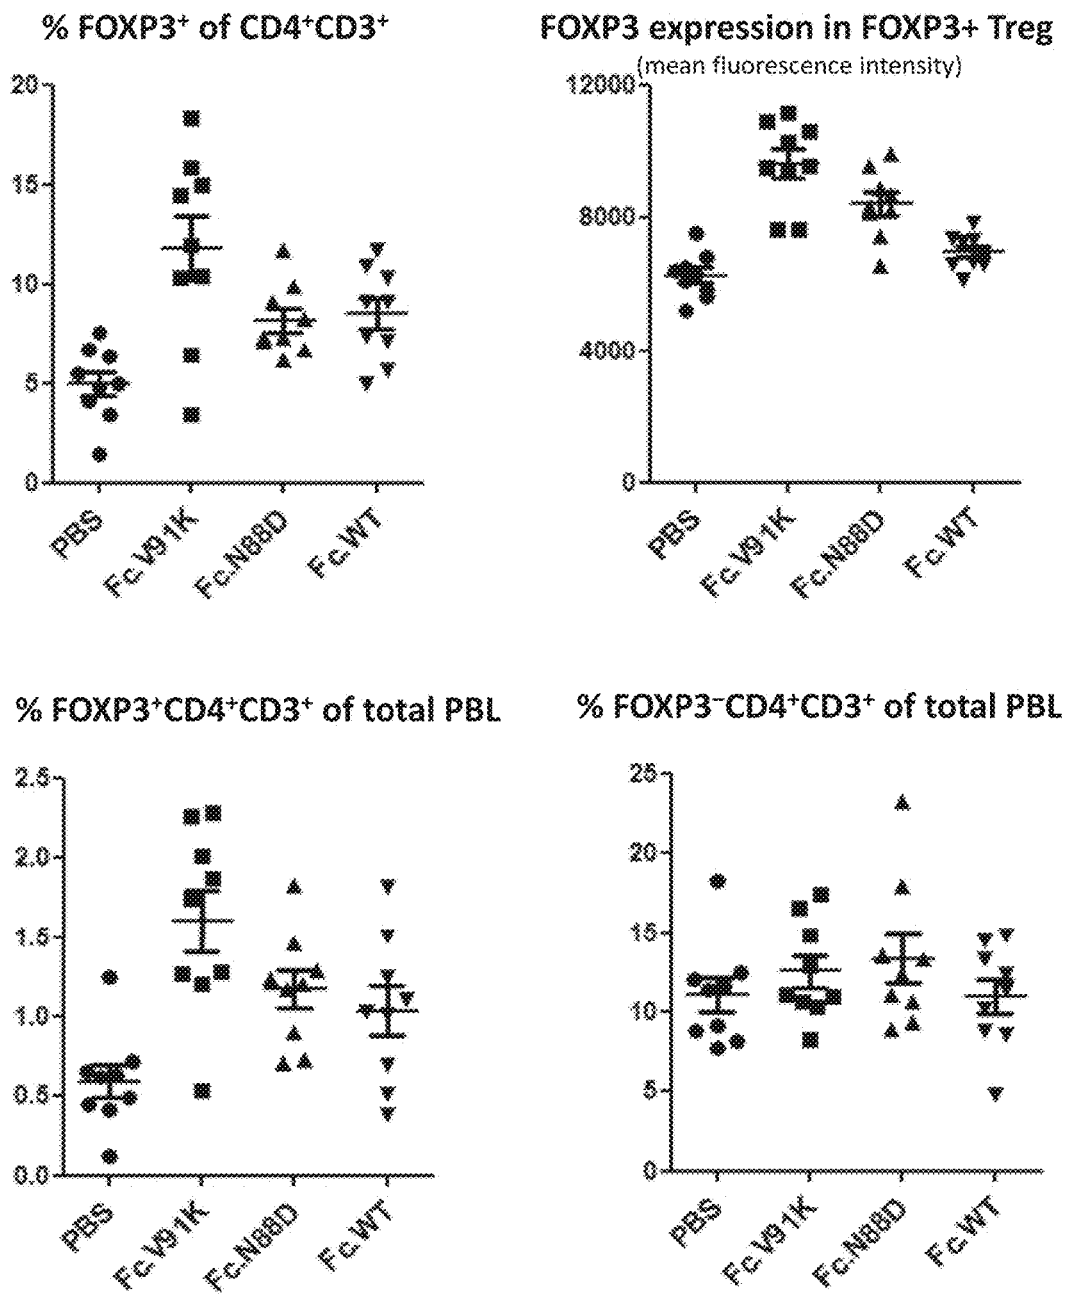 % FOXP3⁺ of CD4⁺CD3⁺
20
15
10
5
0
PBS
Fc.V91K
Fc.N88D
Fc.WT
FOXP3 expression in FOXP3+ Treg
(mean fluorescence intensity)
12000
8000
4000
0
PBS
Fc.V91K
Fc.N88D
Fc.WT
% FOXP3⁺CD4⁺CD3⁺ of total PBL
2.5
2.0
1.5
1.0
0.5
0.0
PBS
Fc.V91K
Fc.N88D
Fc.WT
% FOXP3⁻CD4⁺CD3⁺ of total PBL
25
20
15
10
5
0
PBS
Fc.V91K
Fc.N88D
Fc.WT